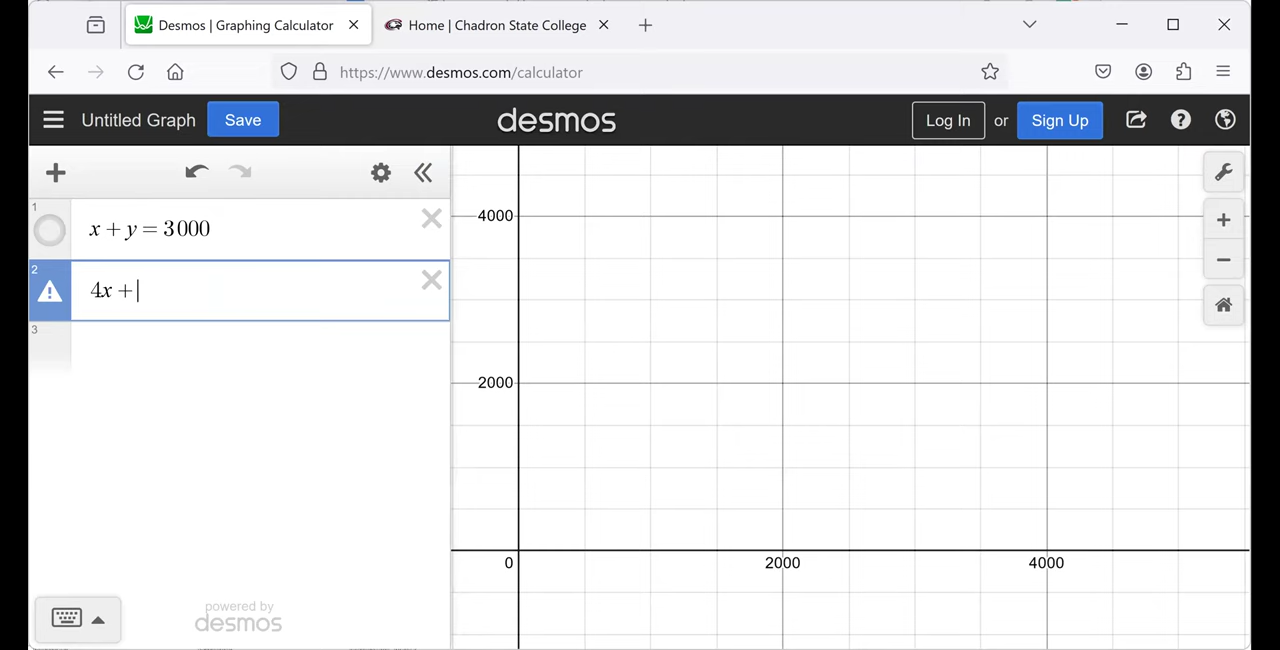 Desmos | Graphing Calculator
Home | Chadron State College
https://www.desmos.com/calculator
Untitled Graph
Save
desmos
Log In
or
Sign Up
1
x + y = 3000
2
4x +
3
4000
2000
0
2000
4000
powered by
desmos